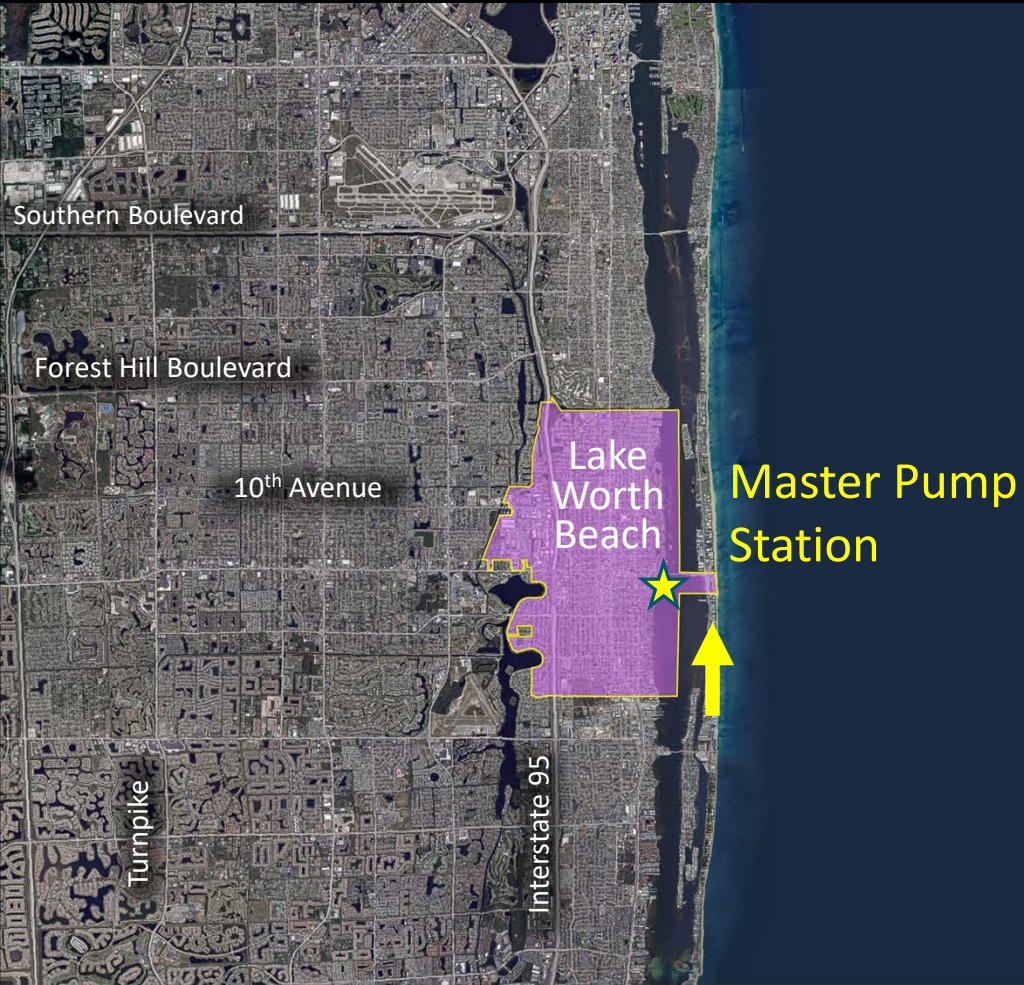 Southern Boulevard
Forest Hill Boulevard
10th Avenue
Lake
Worth
Beach
Master Pump
Station
Turnpike
Interstate 95